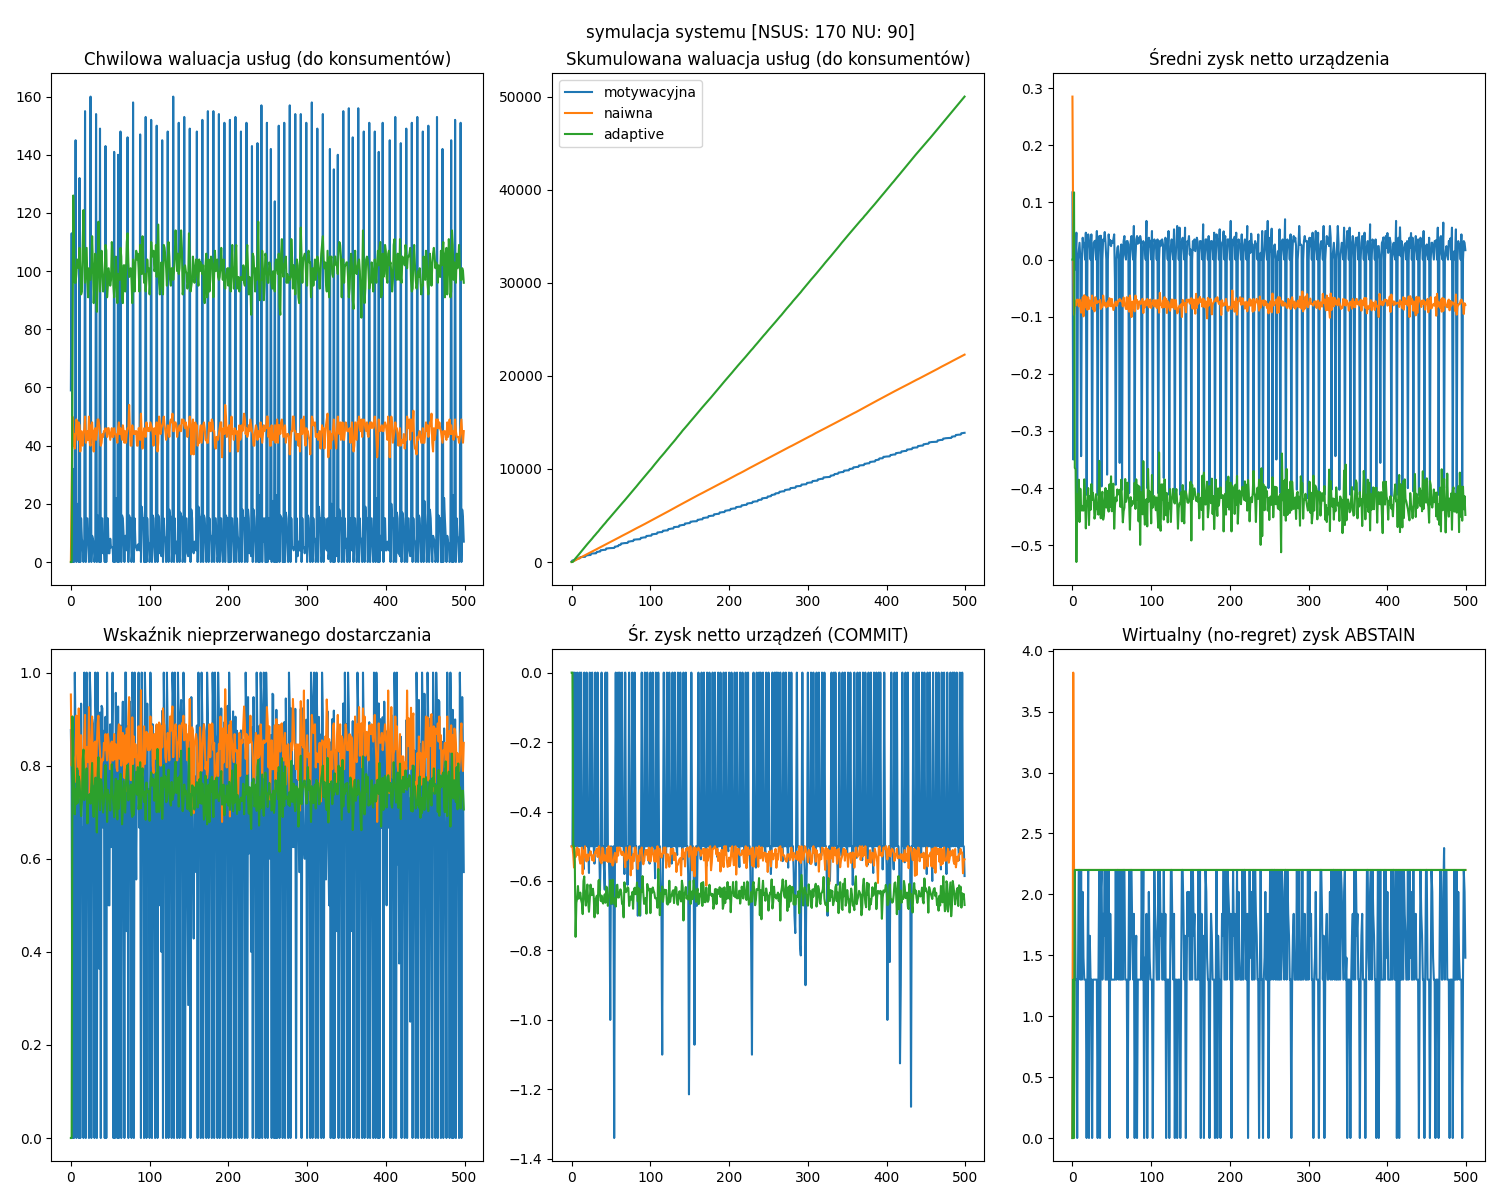 symulacja systemu [NSUS: 170 NU: 90]
Chwilowa waluacja usług (do konsumentów)
160
140
120
100
80
60
40
20
0
0 100 200 300 400 500
Skumulowana waluacja usług (do konsumentów)
motywacyjna
naiwna
adaptive
50000
40000
30000
20000
10000
0
0 100 200 300 400 500
Średni zysk netto urządzenia
0.3
0.2
0.1
0.0
−0.1
−0.2
−0.3
−0.4
−0.5
0 100 200 300 400 500
Wskaźnik nieprzerwanego dostarczania
1.0
0.8
0.6
0.4
0.2
0.0
0 100 200 300 400 500
Śr. zysk netto urządzeń (COMMIT)
0.0
−0.2
−0.4
−0.6
−0.8
−1.0
−1.2
−1.4
0 100 200 300 400 500
Wirtualny (no-regret) zysk ABSTAIN
4.0
3.5
3.0
2.5
2.0
1.5
1.0
0.5
0.0
0 100 200 300 400 500